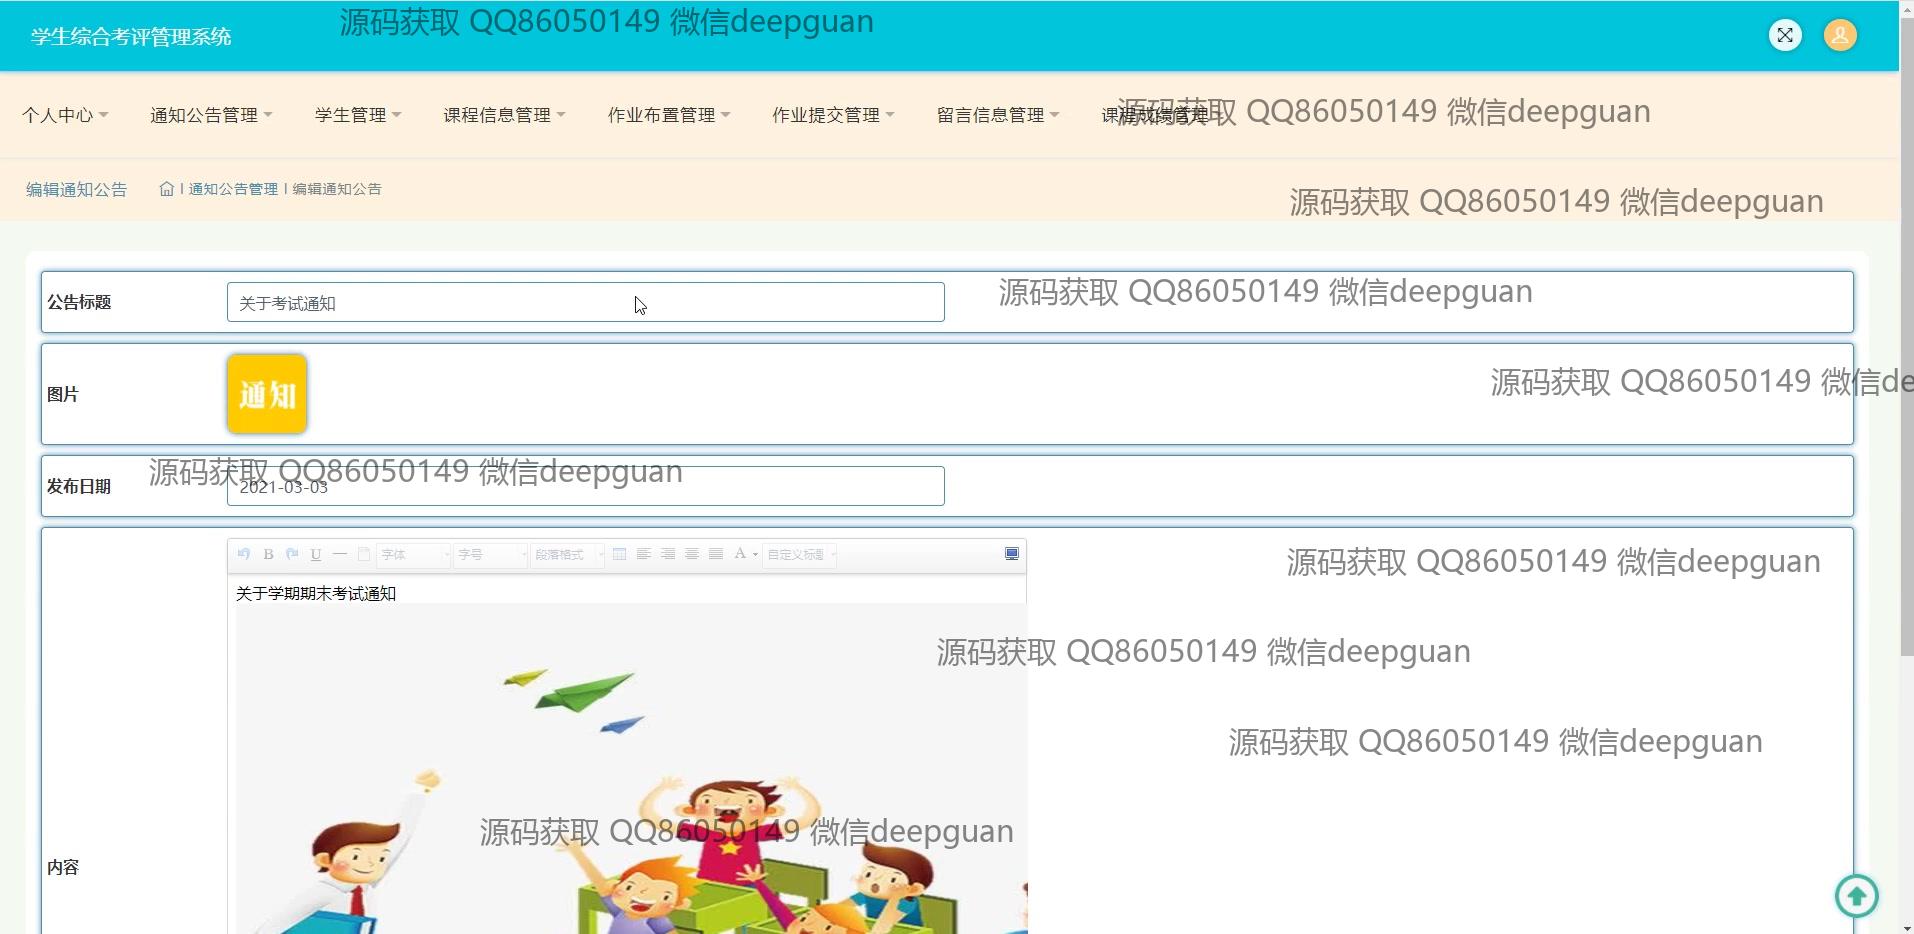 学生综合考评管理系统
源码获取 QQ86050149 微信deepguan
个人中心 通知公告管理 学生管理 课程信息管理 作业布置管理 作业提交管理 留言信息管理 课程成绩管理
源码获取 QQ86050149 微信deepguan
编辑通知公告 | 通知公告管理 | 编辑通知公告
源码获取 QQ86050149 微信deepguan
公告标题 关于考试通知
源码获取 QQ86050149 微信deepguan
图片 通知
源码获取 QQ86050149 微信de
源码获取 QQ86050149 微信deepguan
发布日期 2021-03-03
B U 字体 字号 段落格式 A 自定义标题
源码获取 QQ86050149 微信deepguan
关于学期期末考试通知
源码获取 QQ86050149 微信deepguan
源码获取 QQ86050149 微信deepguan
源码获取 QQ86050149 微信deepguan
内容